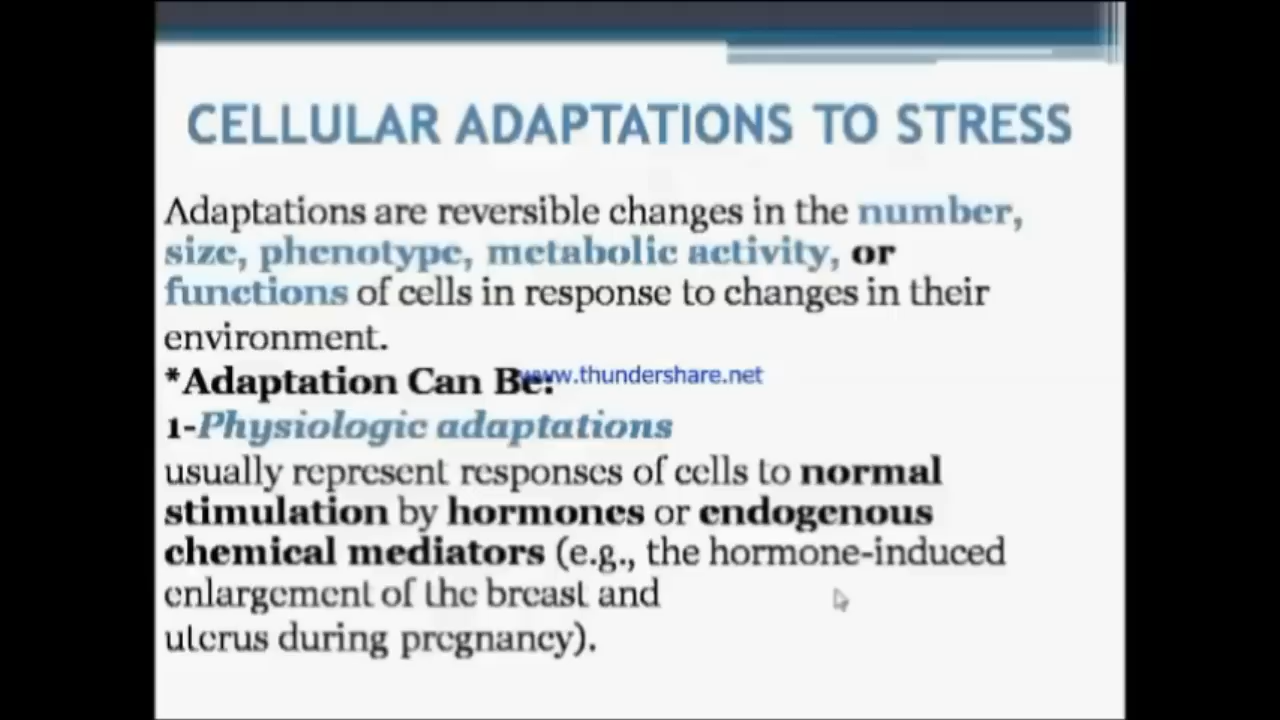 CELLULAR ADAPTATIONS TO STRESS
Adaptations are reversible changes in the number,
size, phenotype, metabolic activity, or
functions of cells in response to changes in their
environment.
*Adaptation Can Be:
www.thundershare.net
1-Physiologic adaptations
usually represent responses of cells to normal
stimulation by hormones or endogenous
chemical mediators (e.g., the hormone-induced
enlargement of the breast and
uterus during pregnancy).